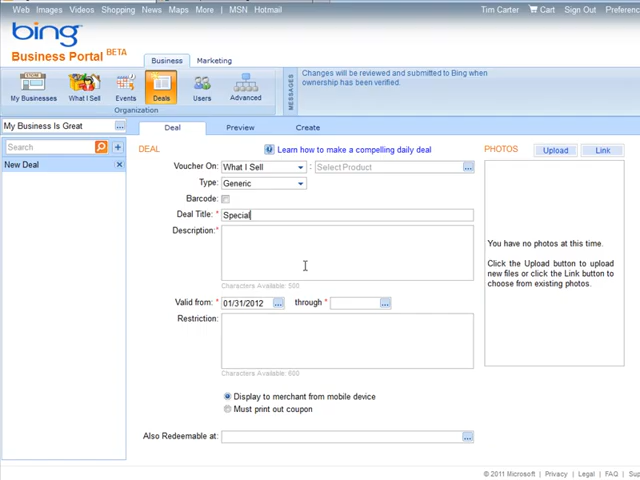 Web Images Videos Shopping News Maps More | MSN Hotmail Tim Carter Cart Sign Out Preferenc
bing
Business Portal BETA
Business Marketing
My Businesses What I Sell Events Deals Users Advanced
Organization
MESSAGES
Changes will be reviewed and submitted to Bing when
ownership has been verified.
My Business Is Great ...
Deal Preview Create
Search
New Deal
DEAL
Learn how to make a compelling daily deal
PHOTOS Upload Link
Voucher On: What I Sell : Select Product ...
Type: Generic
Barcode:
Deal Title: * Special
Description: *
Characters Available: 500
You have no photos at this time.
Click the Upload button to upload
new files or click the Link button to
choose from existing photos.
Valid from: * 01/31/2012 ... through * ...
Restriction:
Characters Available: 600
Display to merchant from mobile device
Must print out coupon
Also Redeemable at: ...
© 2011 Microsoft | Privacy | Legal | FAQ | Sup